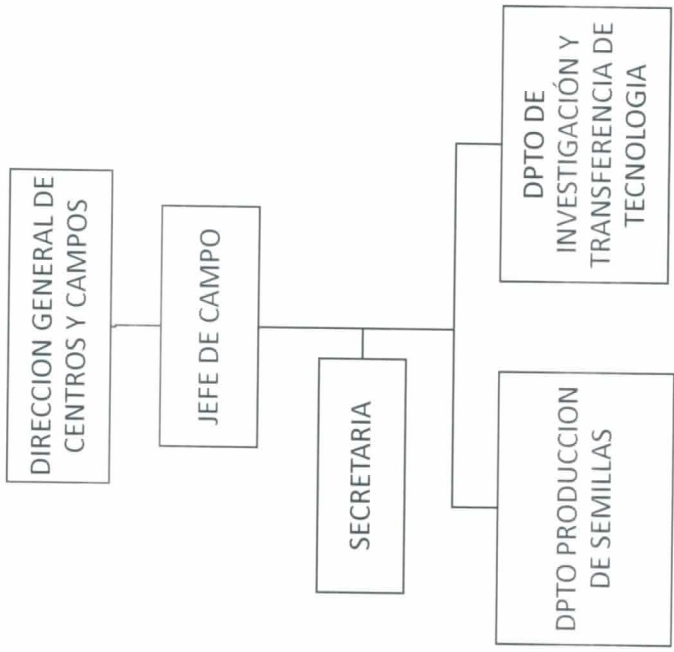 DIRECCION GENERAL DE
CENTROS Y CAMPOS
JEFE DE CAMPO
SECRETARIA
DPTO PRODUCCION
DE SEMILLAS
DPTO DE
INVESTIGACIÓN Y
TRANSFERENCIA DE
TECNOLOGIA